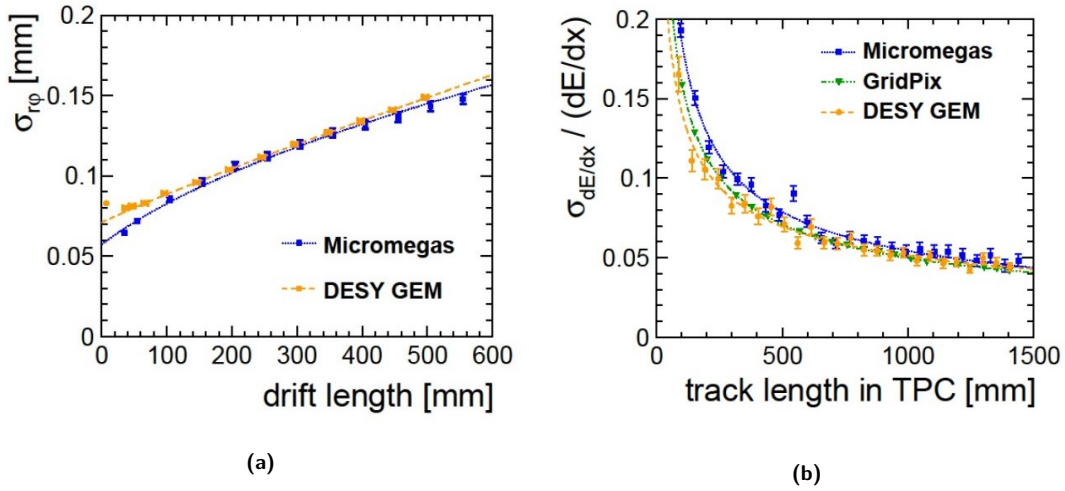 σrφ [mm]
0.2
0.15
0.1
0.05
0
Micromegas
DESY GEM
0 100 200 300 400 500 600
drift length [mm]
(a)
σdE/dx / (dE/dx)
0.2
0.15
0.1
0.05
0
Micromegas
GridPix
DESY GEM
0 500 1000 1500
track length in TPC [mm]
(b)